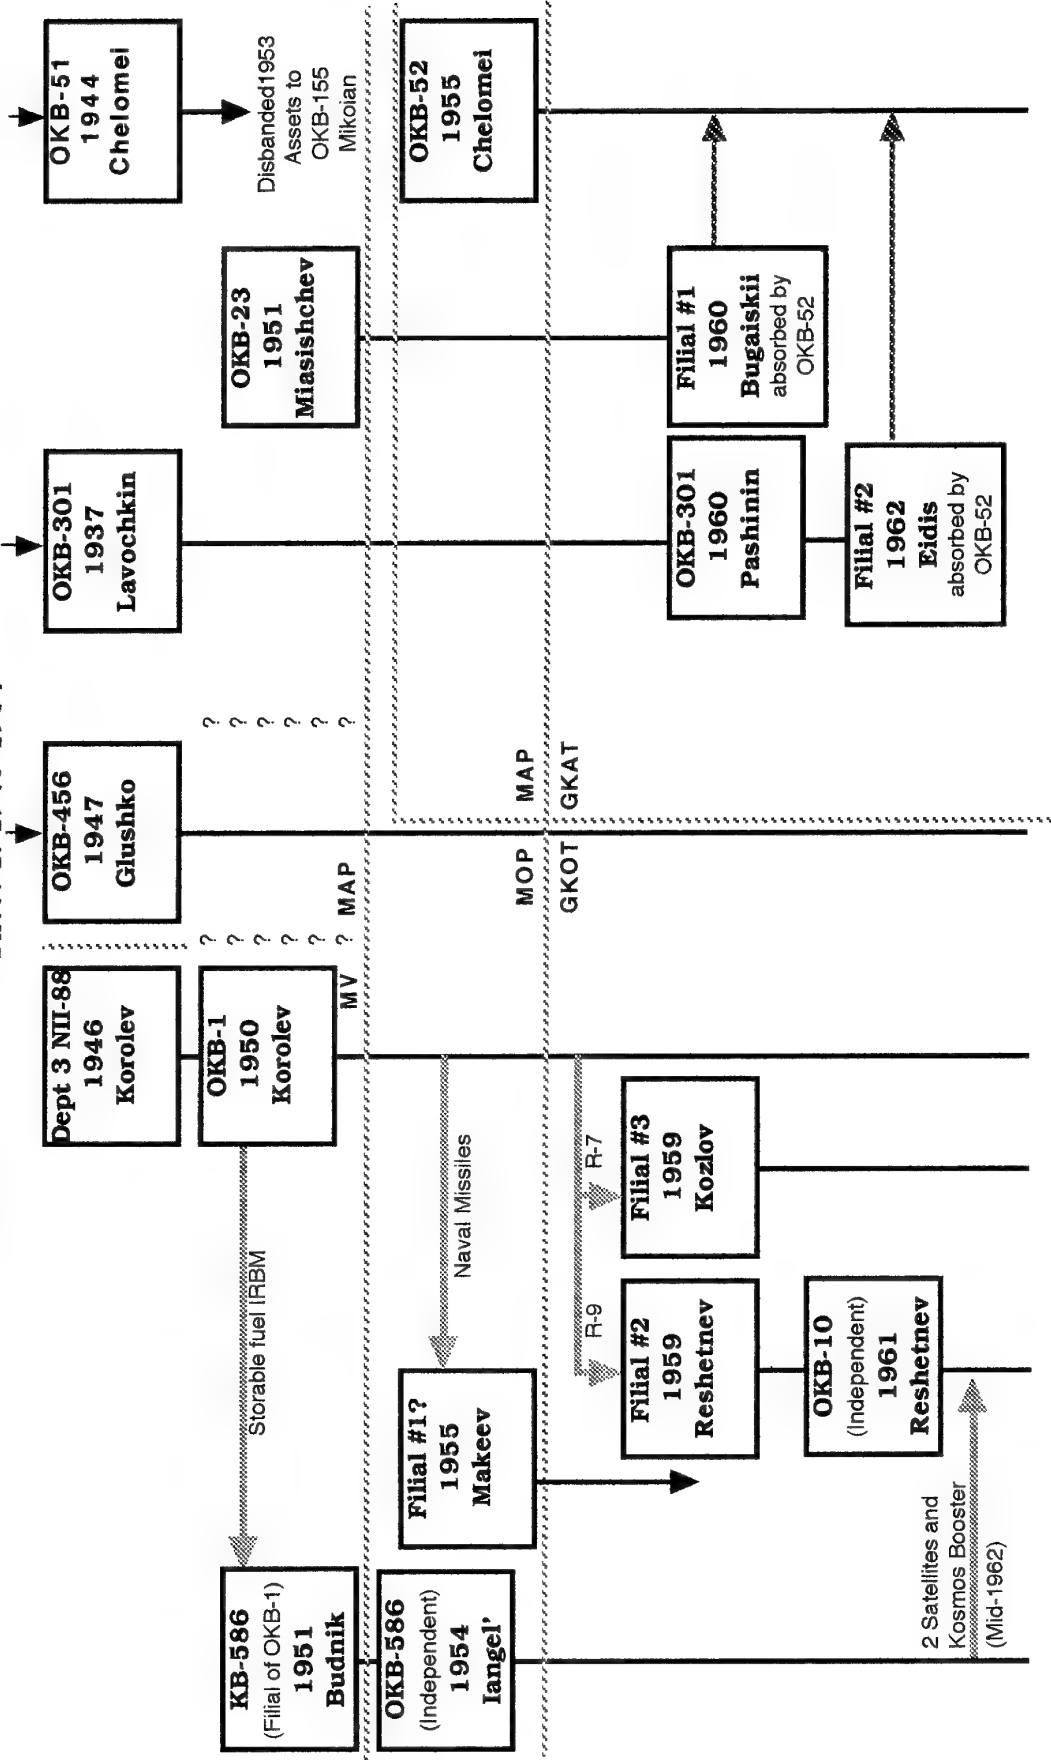 OKB-51
1944
Chelomei
Disbanded1953
Assets to
OKB-155
Mikoian
OKB-52
1955
Chelomei
OKB-23
1951
Miasishchev
Filial #1
1960
Bugaiskii
absorbed by
OKB-52
OKB-301
1937
Lavochkin
OKB-301
1960
Pashinin
Filial #2
1962
Eidis
absorbed by
OKB-52
? ? ? ? ? ?
OKB-456
1947
Glushko
MAP
GKAT
MAP
MOP
GKOT
? ? ? ? ? ?
Dept 3 NII-88
1946
Korolev
OKB-1
1950
Korolev
MV
Storable fuel IRBM
Naval Missiles
R-7
R-9
Filial #3
1959
Kozlov
Filial #2
1959
Reshetnev
OKB-10
(Independent)
1961
Reshetnev
Filial #1?
1955
Makeev
KB-586
(Filial of OKB-1)
1951
Budnik
OKB-586
(Independent)
1954
Iangel'
2 Satellites and
Kosmos Booster
(Mid-1962)